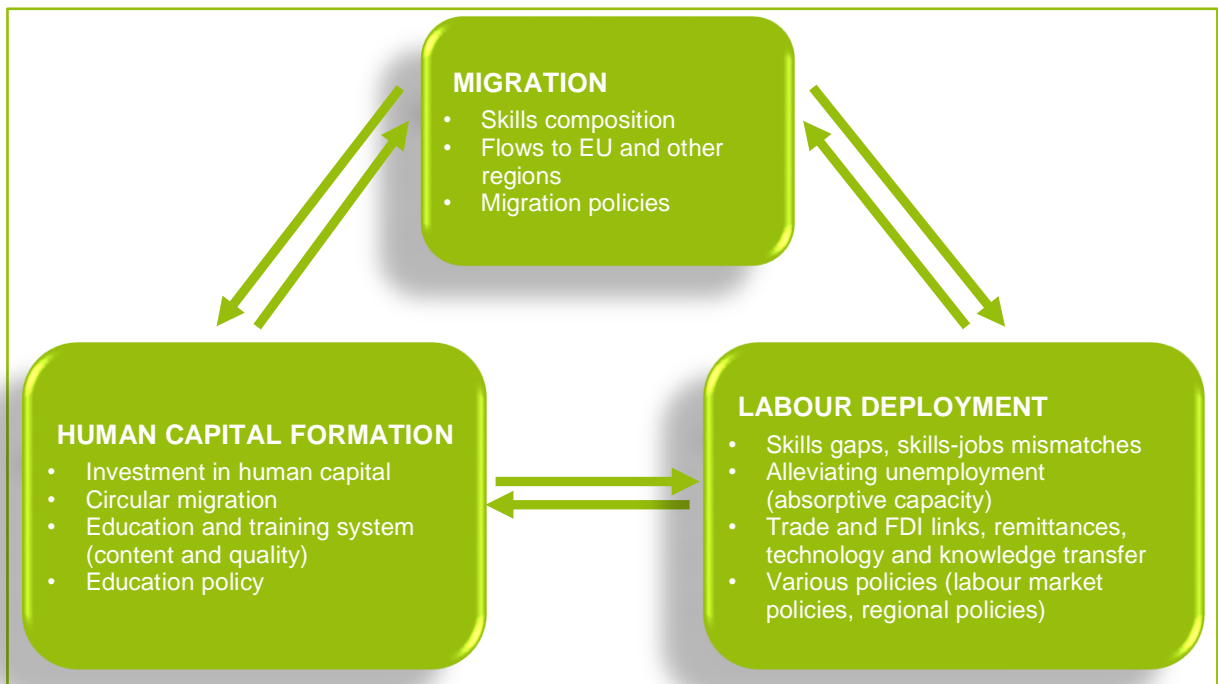 MIGRATION
• Skills composition
• Flows to EU and other
regions
• Migration policies
HUMAN CAPITAL FORMATION
• Investment in human capital
• Circular migration
• Education and training system
(content and quality)
• Education policy
LABOUR DEPLOYMENT
• Skills gaps, skills-jobs mismatches
• Alleviating unemployment
(absorptive capacity)
• Trade and FDI links, remittances,
technology and knowledge transfer
• Various policies (labour market
policies, regional policies)